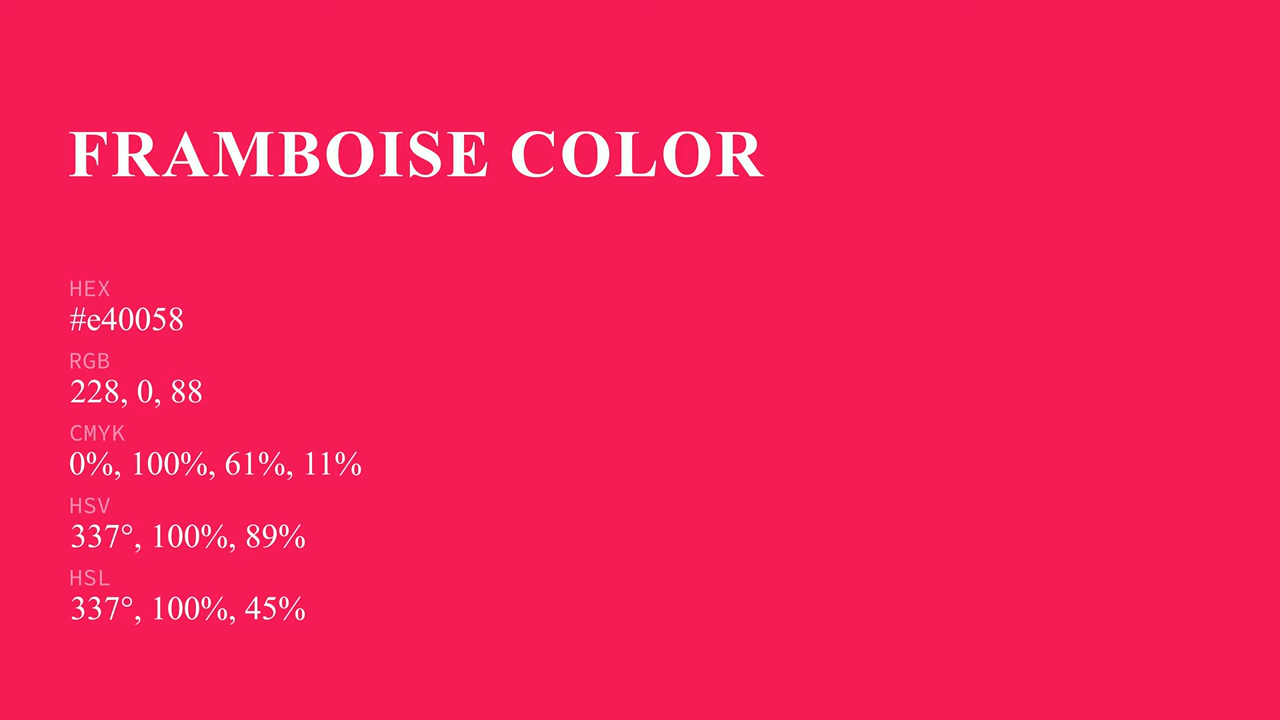 FRAMBOISE COLOR
HEX
#e40058
RGB
228, 0, 88
CMYK
0%, 100%, 61%, 11%
HSV
337°, 100%, 89%
HSL
337°, 100%, 45%